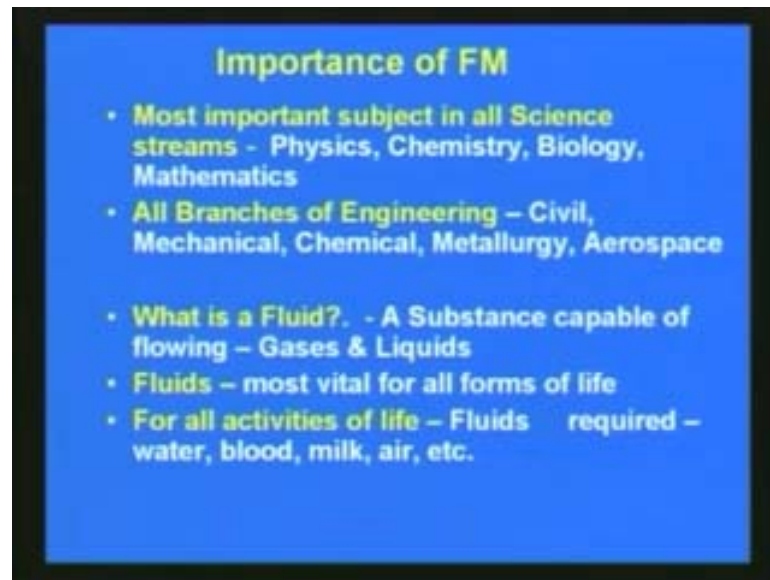 Importance of FM
• Most important subject in all Science
streams - Physics, Chemistry, Biology,
Mathematics
• All Branches of Engineering – Civil,
Mechanical, Chemical, Metallurgy, Aerospace
• What is a Fluid?. - A Substance capable of
flowing – Gases & Liquids
• Fluids – most vital for all forms of life
• For all activities of life – Fluids required –
water, blood, milk, air, etc.